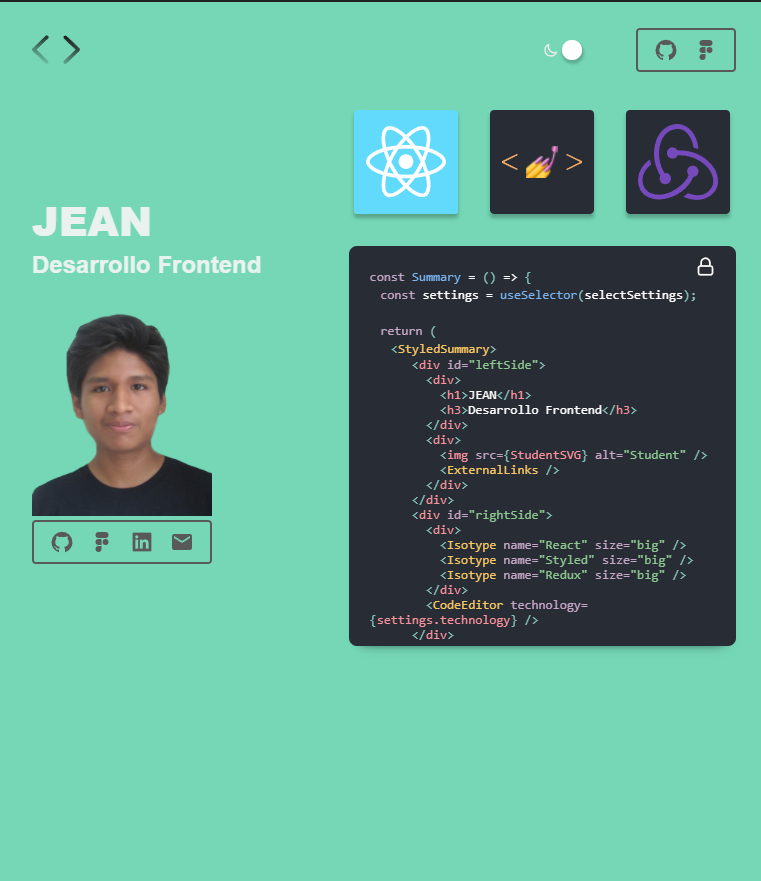 JEAN
Desarrollo Frontend
< 💅 >
const Summary = () => {
const settings = useSelector(selectSettings);
return (
<StyledSummary>
<div id="leftSide">
<div>
<h1>JEAN</h1>
<h3>Desarrollo Frontend</h3>
</div>
<div>
<img src={StudentSVG} alt="Student" />
<ExternalLinks />
</div>
</div>
<div id="rightSide">
<div>
<Isotype name="React" size="big" />
<Isotype name="Styled" size="big" />
<Isotype name="Redux" size="big" />
</div>
<CodeEditor technology=
{settings.technology} />
</div>